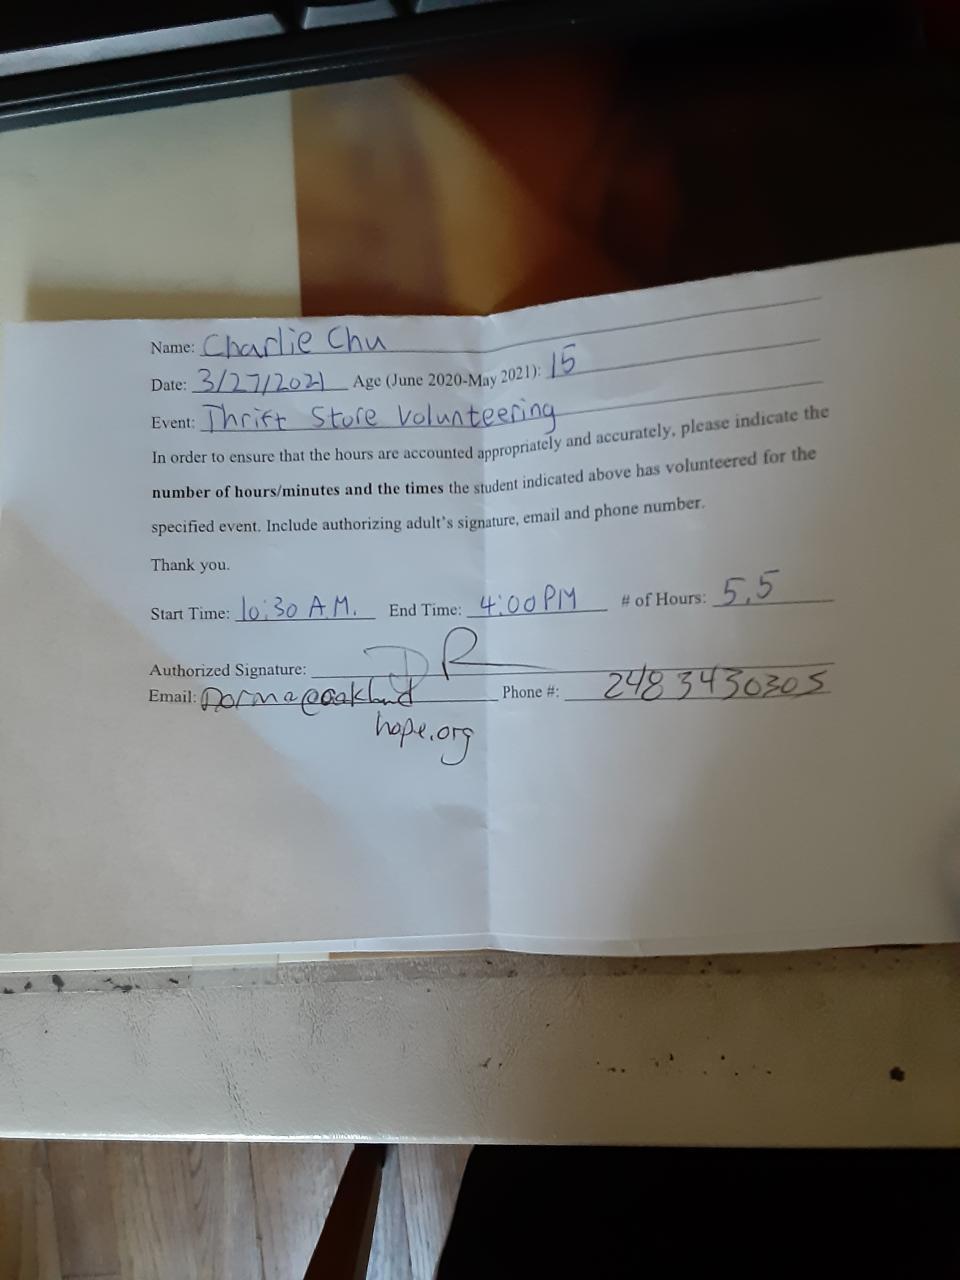 Name: Charlie Chu
Date: 3/27/2021 Age (June 2020-May 2021): 15
Event: Thrift Store Volunteering
In order to ensure that the hours are accounted appropriately and accurately, please indicate the
number of hours/minutes and the times the student indicated above has volunteered for the
specified event. Include authorizing adult's signature, email and phone number.
Thank you.
Start Time: 10:30 A.M. End Time: 4:00 PM # of Hours: 5.5
Authorized Signature: DR
Email: Dorma@oakland Phone #: 2483430305
hope.org